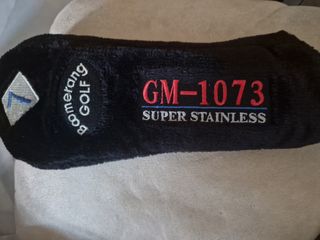 7
Boomerang
GOLF
GM-1073
SUPER STAINLESS